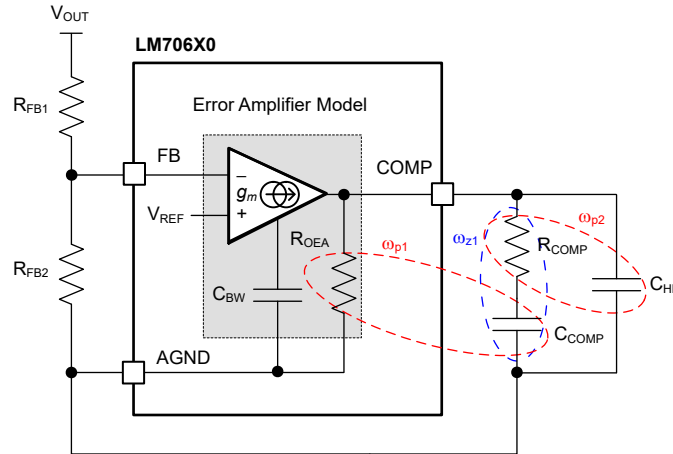 VOUT
LM706X0
RFB1
Error Amplifier Model
FB
COMP
gm
−
+
VREF
ROEA
ωp1
ωz1
ωp2
RCOMP
RFB2
CBW
CHF
CCOMP
AGND